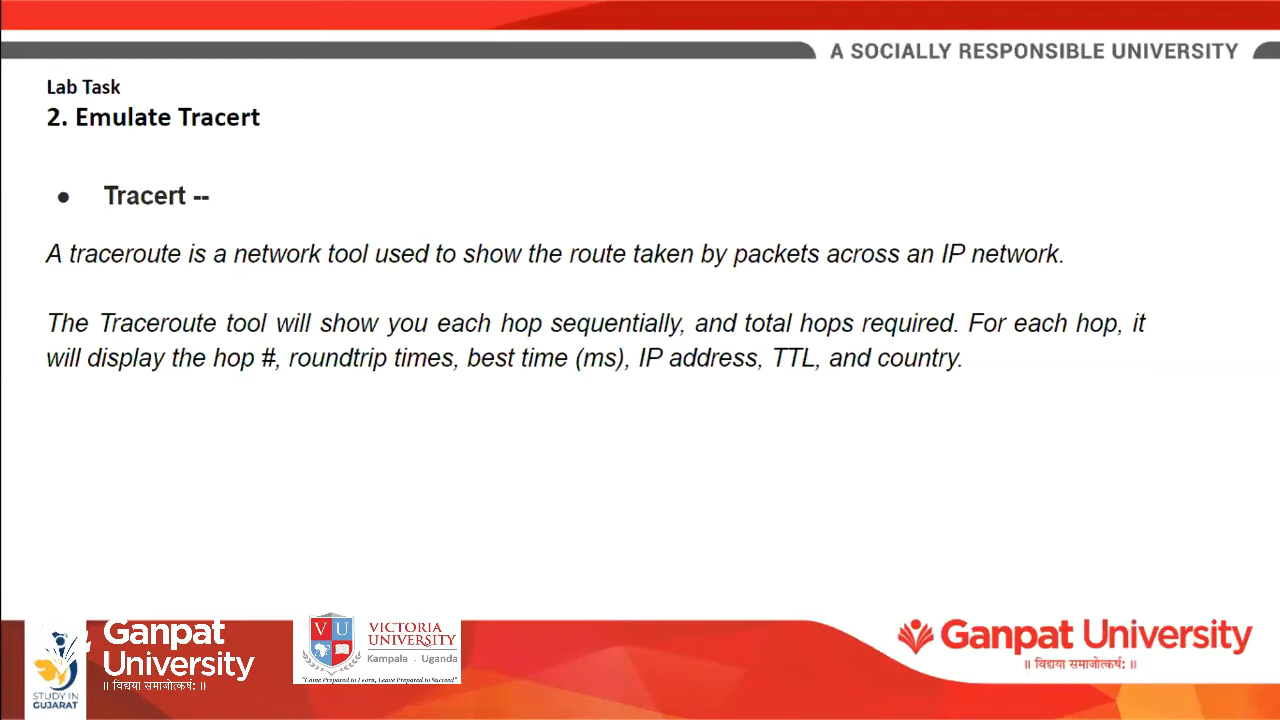 A SOCIALLY RESPONSIBLE UNIVERSITY
Lab Task
2. Emulate Tracert
● Tracert --
A traceroute is a network tool used to show the route taken by packets across an IP network.
The Traceroute tool will show you each hop sequentially, and total hops required. For each hop, it
will display the hop #, roundtrip times, best time (ms), IP address, TTL, and country.
STUDY IN
GUJARAT
Ganpat
University
॥ विद्यया समाजोत्कर्षः ॥
V U
VICTORIA
UNIVERSITY
Kampala . Uganda
"Come Prepared to Learn, Leave Prepared to Succeed"
Ganpat University
॥ विद्यया समाजोत्कर्षः ॥